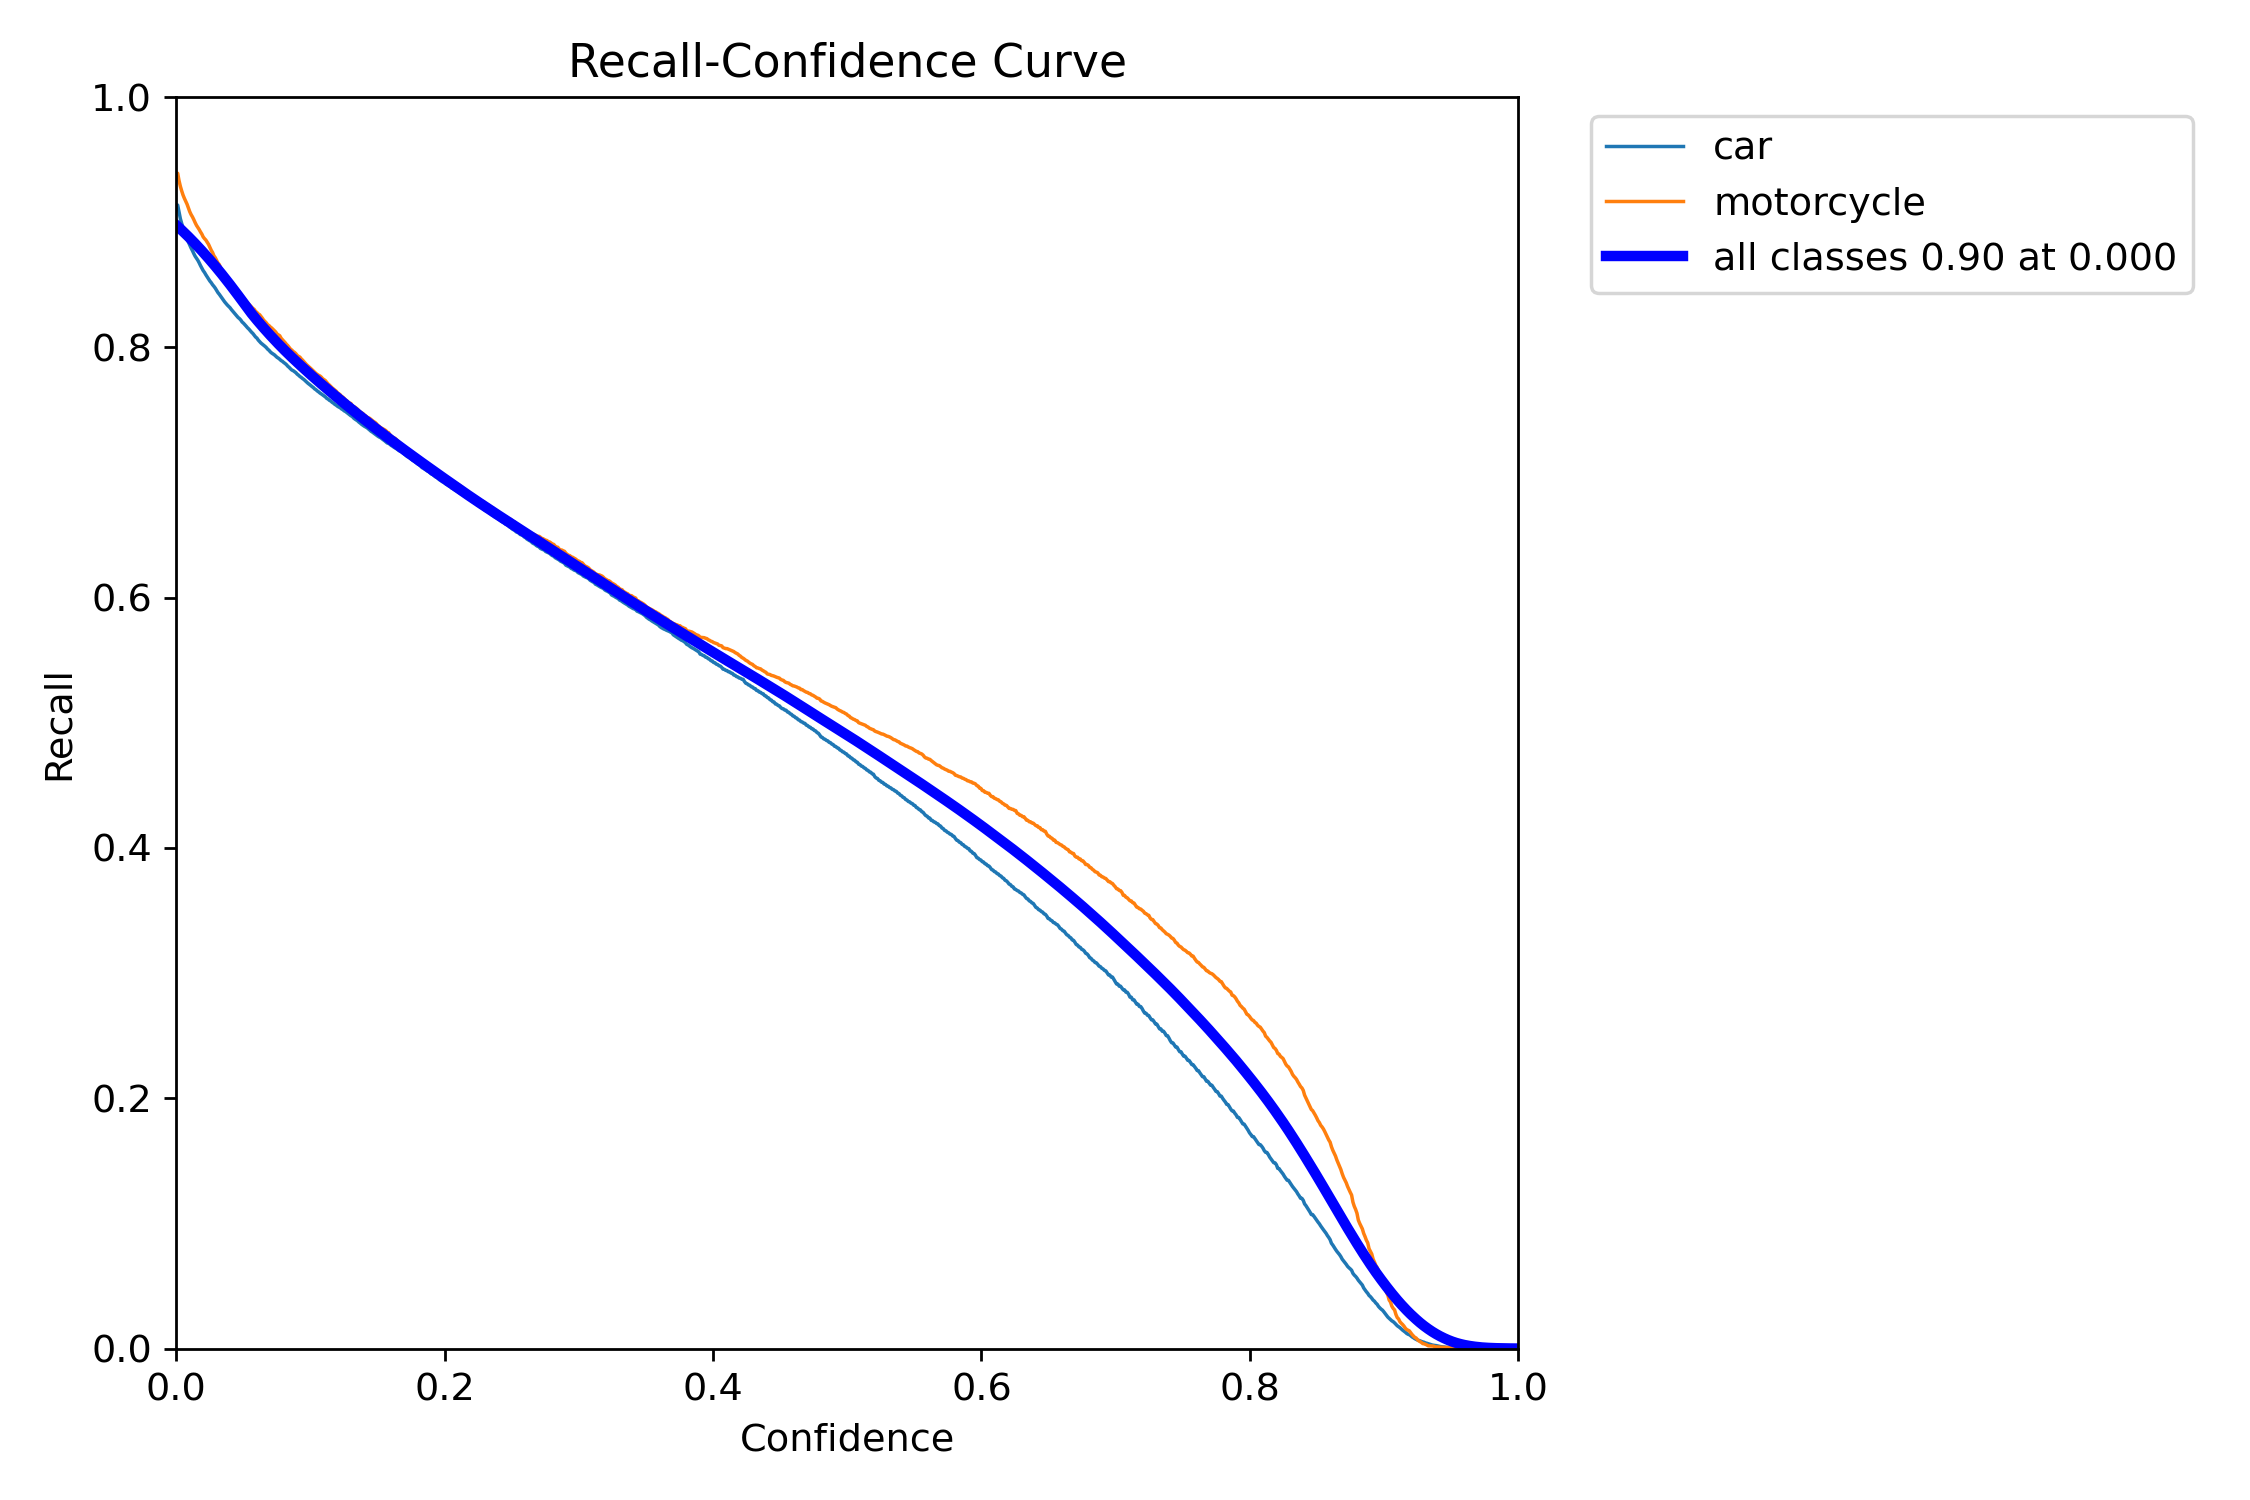 Recall-Confidence Curve
1.0
0.8
0.6
0.4
0.2
0.0
Recall
0.0 0.2 0.4 0.6 0.8 1.0
Confidence
car
motorcycle
all classes 0.90 at 0.000